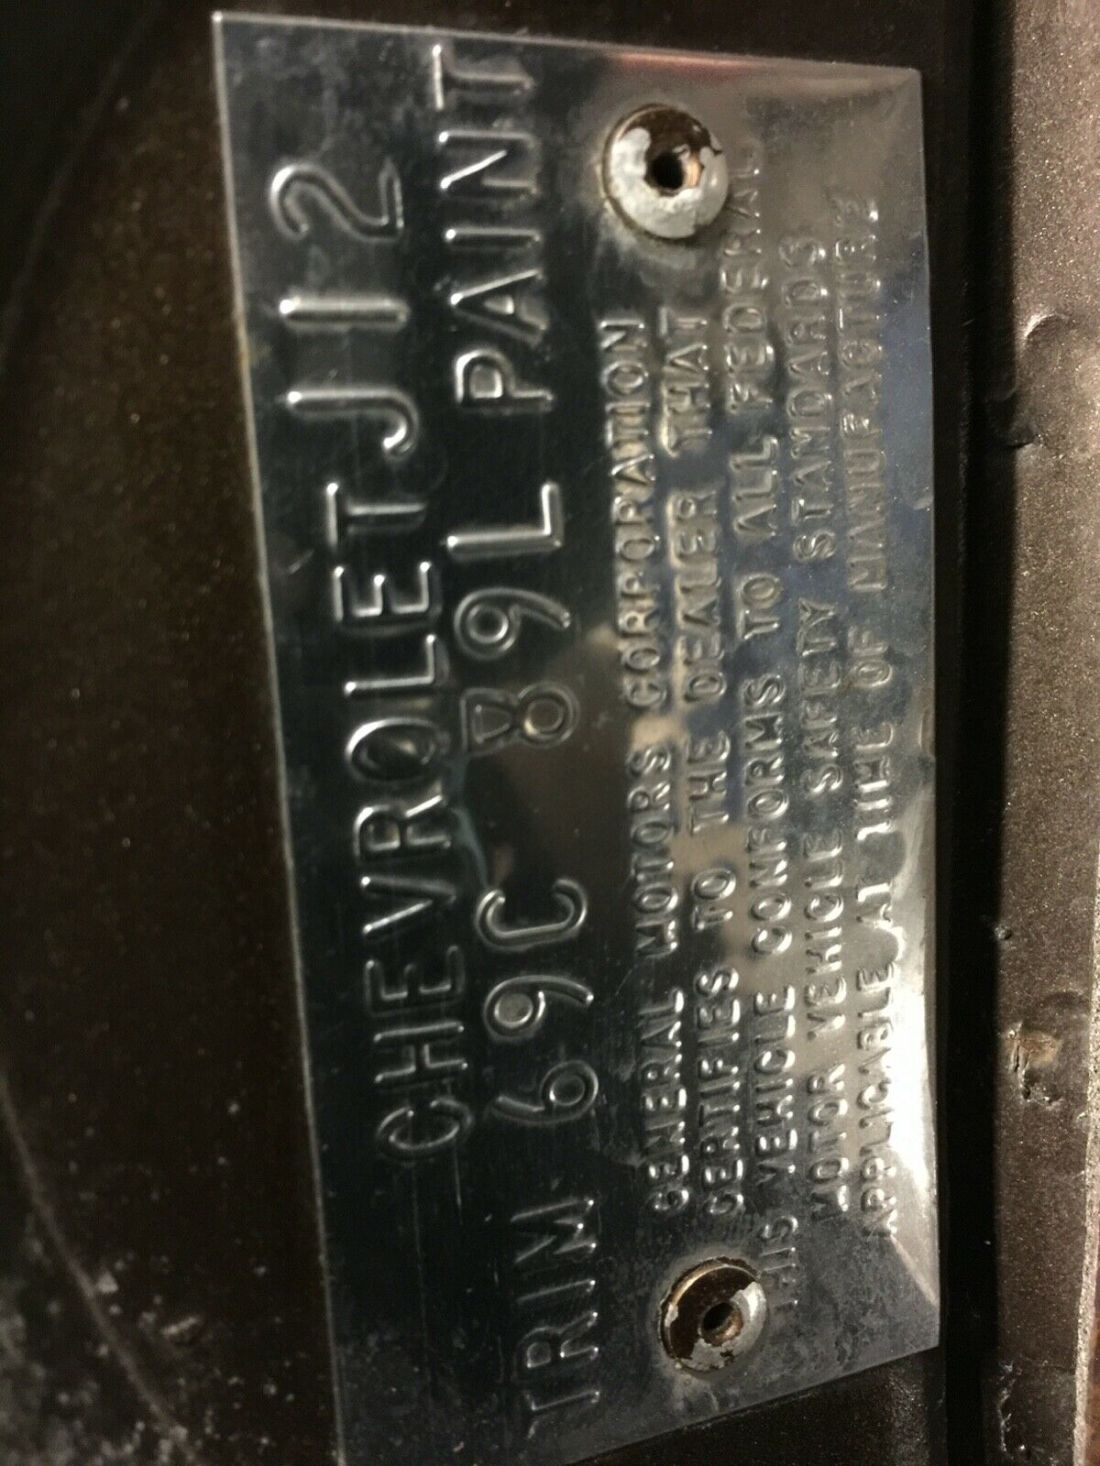 CHEVROLET J12
TRIM 69C 89L PAINT
GENERAL MOTORS CORPORATION
CERTIFIES TO THE DEALER THAT
THIS VEHICLE CONFORMS TO ALL FEDERAL
MOTOR VEHICLE SAFETY STANDARDS
APPLICABLE AT TIME OF MANUFACTURE